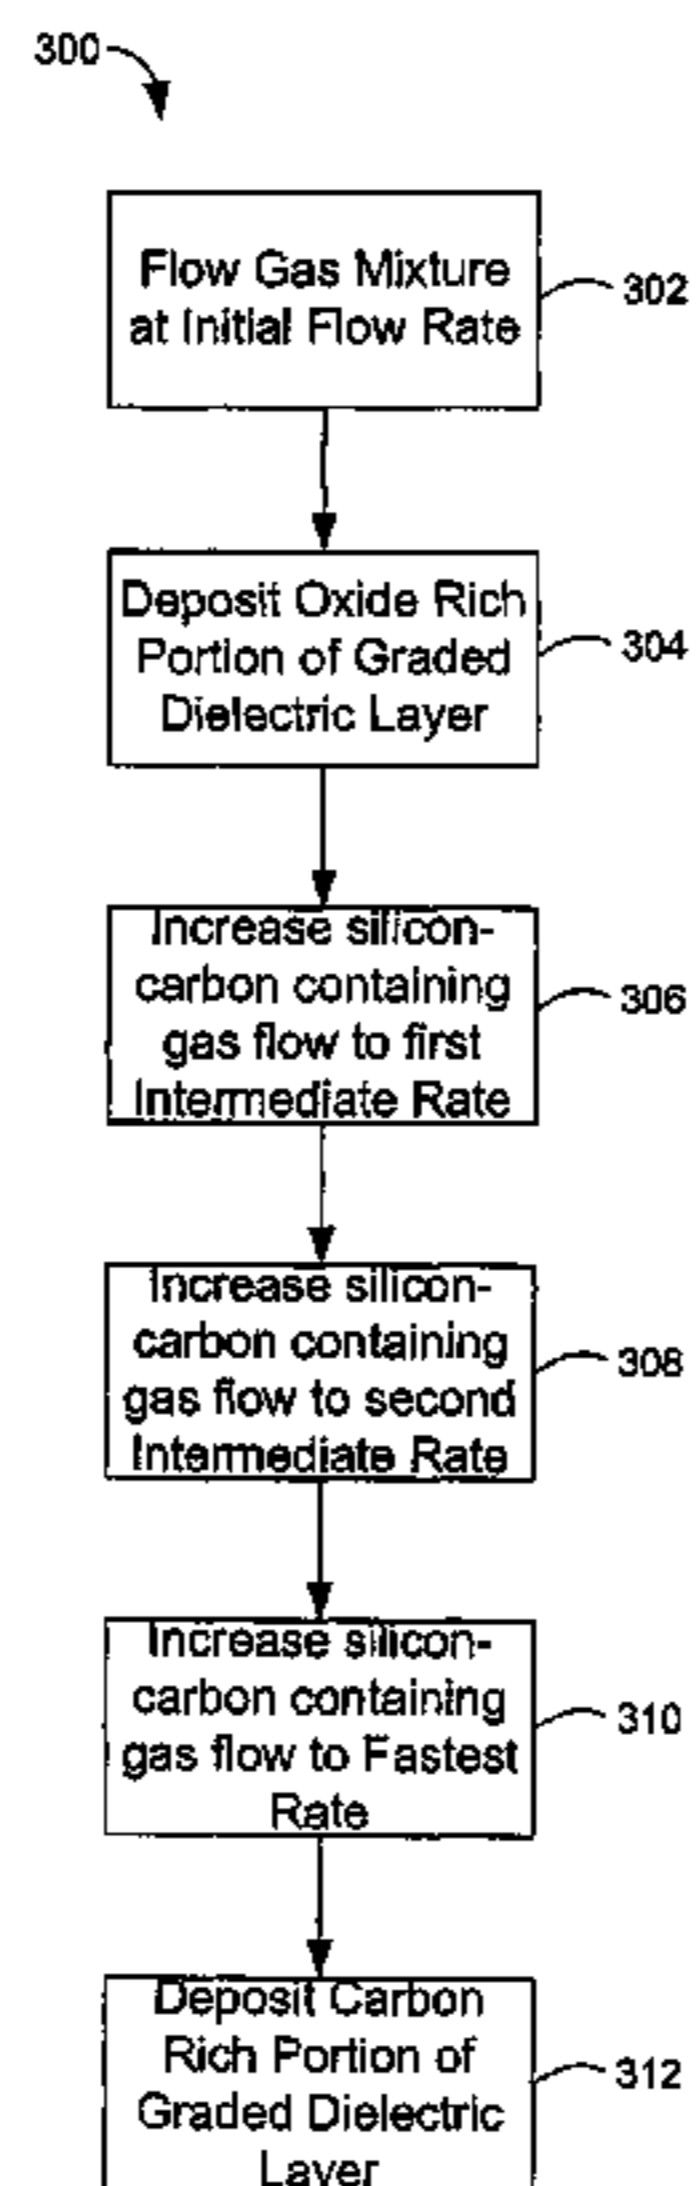 300
Flow Gas Mixture
at Initial Flow Rate
302
Deposit Oxide Rich
Portion of Graded
Dielectric Layer
304
Increase silicon-
carbon containing
gas flow to first
Intermediate Rate
306
Increase silicon-
carbon containing
gas flow to second
Intermediate Rate
308
Increase silicon-
carbon containing
gas flow to Fastest
Rate
310
Deposit Carbon
Rich Portion of
Graded Dielectric
Layer
312